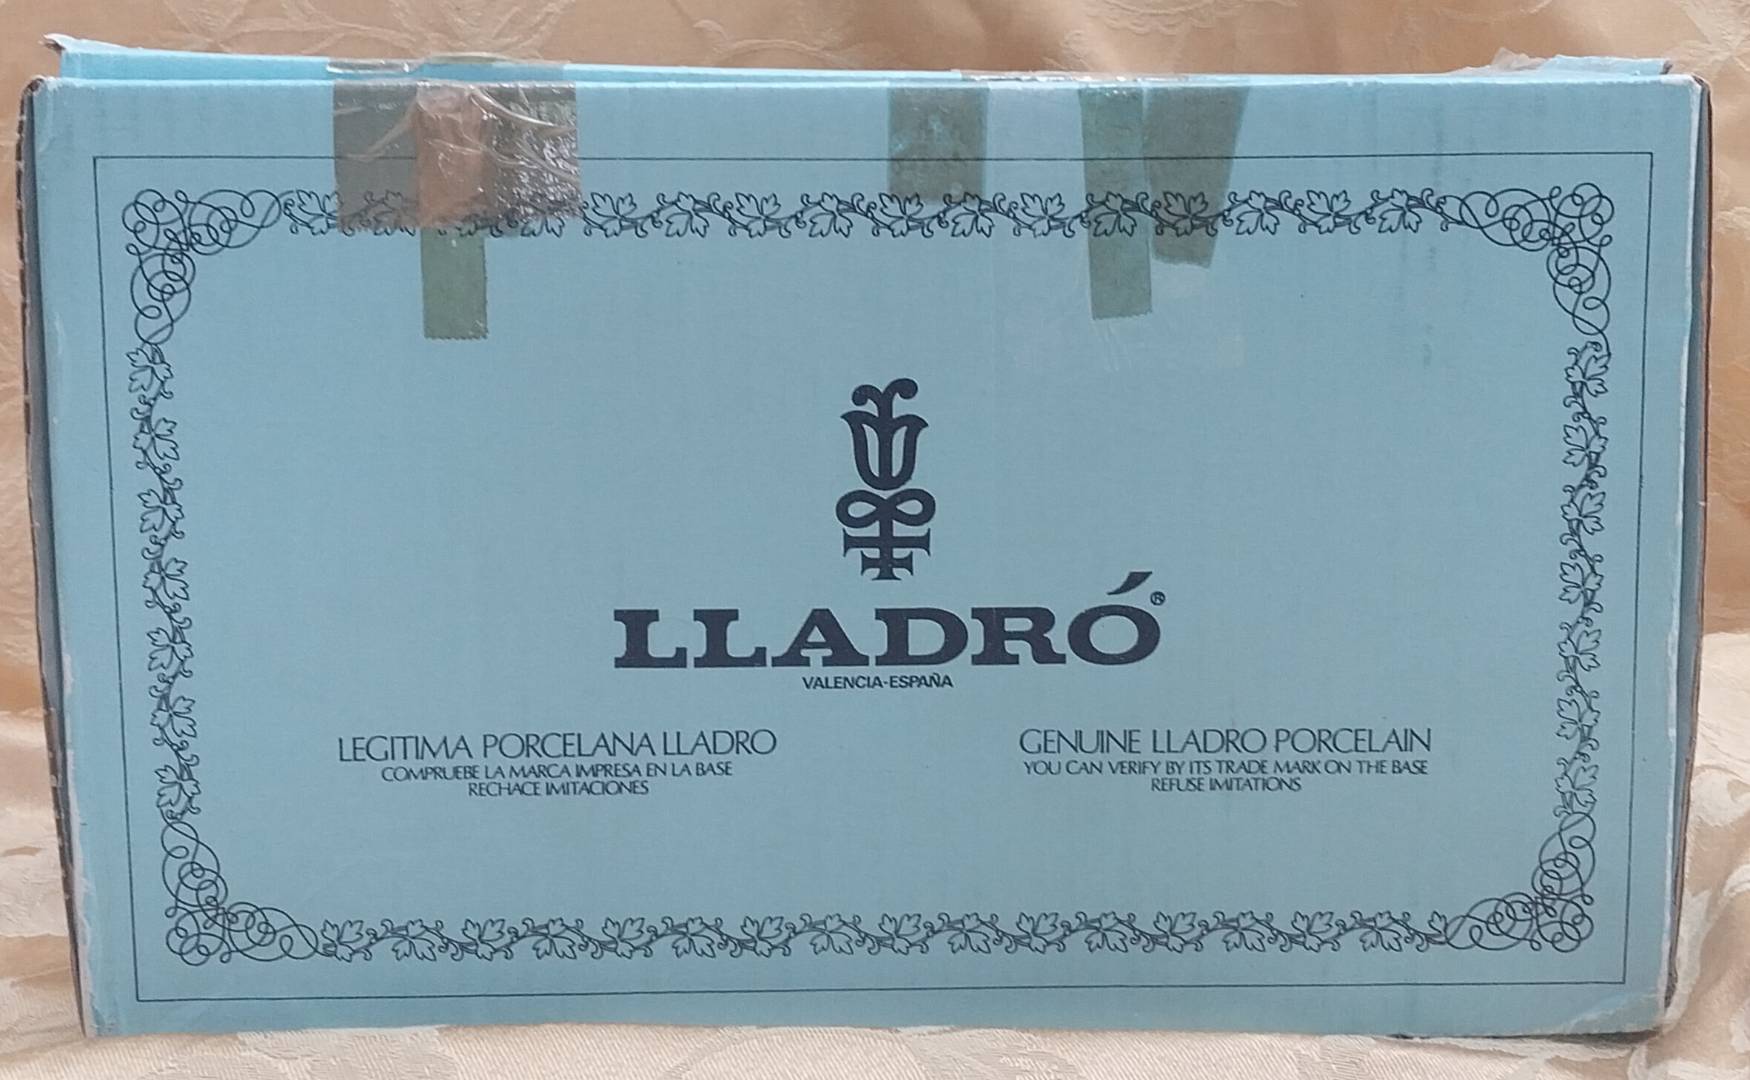 LLADRÓ®
VALENCIA-ESPAÑA
LEGITIMA PORCELANA LLADRO
COMPRUEBE LA MARCA IMPRESA EN LA BASE
RECHACE IMITACIONES
GENUINE LLADRO PORCELAIN
YOU CAN VERIFY BY ITS TRADE MARK ON THE BASE
REFUSE IMITATIONS